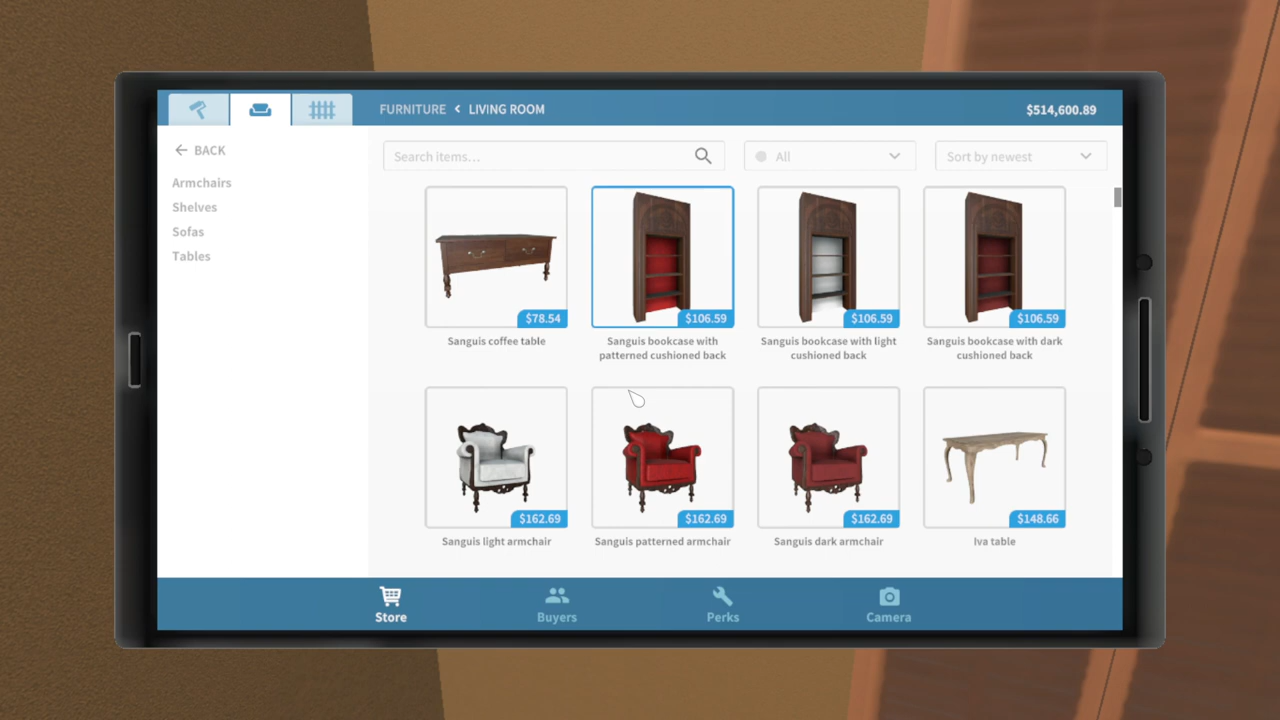 FURNITURE < LIVING ROOM
$514,600.89
BACK
Search items...
All
Sort by newest
Armchairs
Shelves
Sofas
Tables
$78.54
$106.59
$106.59
$106.59
Sanguis coffee table
Sanguis bookcase with
patterned cushioned back
Sanguis bookcase with light
cushioned back
Sanguis bookcase with dark
cushioned back
$162.69
$162.69
$162.69
$148.66
Sanguis light armchair
Sanguis patterned armchair
Sanguis dark armchair
Iva table
Store
Buyers
Perks
Camera